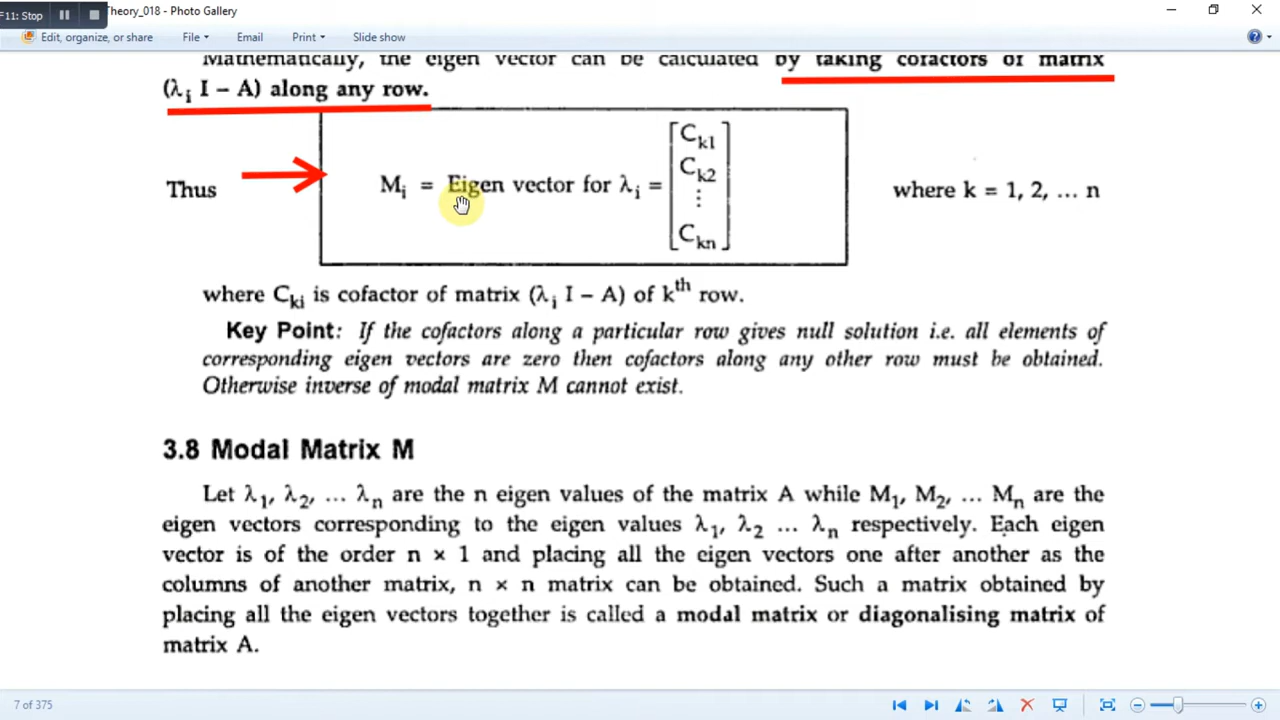 F11: Stop
Theory_018 - Photo Gallery
Edit, organize, or share File Email Print Slide show
Mathematically, the eigen vector can be calculated by taking cofactors of matrix
(λi I – A) along any row.
Thus Mi = Eigen vector for λi = [Ck1 Ck2 ⋮ Ckn] where k = 1, 2, ... n
where Cki is cofactor of matrix (λi I – A) of kth row.
Key Point: If the cofactors along a particular row gives null solution i.e. all elements of
corresponding eigen vectors are zero then cofactors along any other row must be obtained.
Otherwise inverse of modal matrix M cannot exist.
3.8 Modal Matrix M
Let λ1, λ2, ... λn are the n eigen values of the matrix A while M1, M2, ... Mn are the
eigen vectors corresponding to the eigen values λ1, λ2 ... λn respectively. Each eigen
vector is of the order n × 1 and placing all the eigen vectors one after another as the
columns of another matrix, n × n matrix can be obtained. Such a matrix obtained by
placing all the eigen vectors together is called a modal matrix or diagonalising matrix of
matrix A.
7 of 375